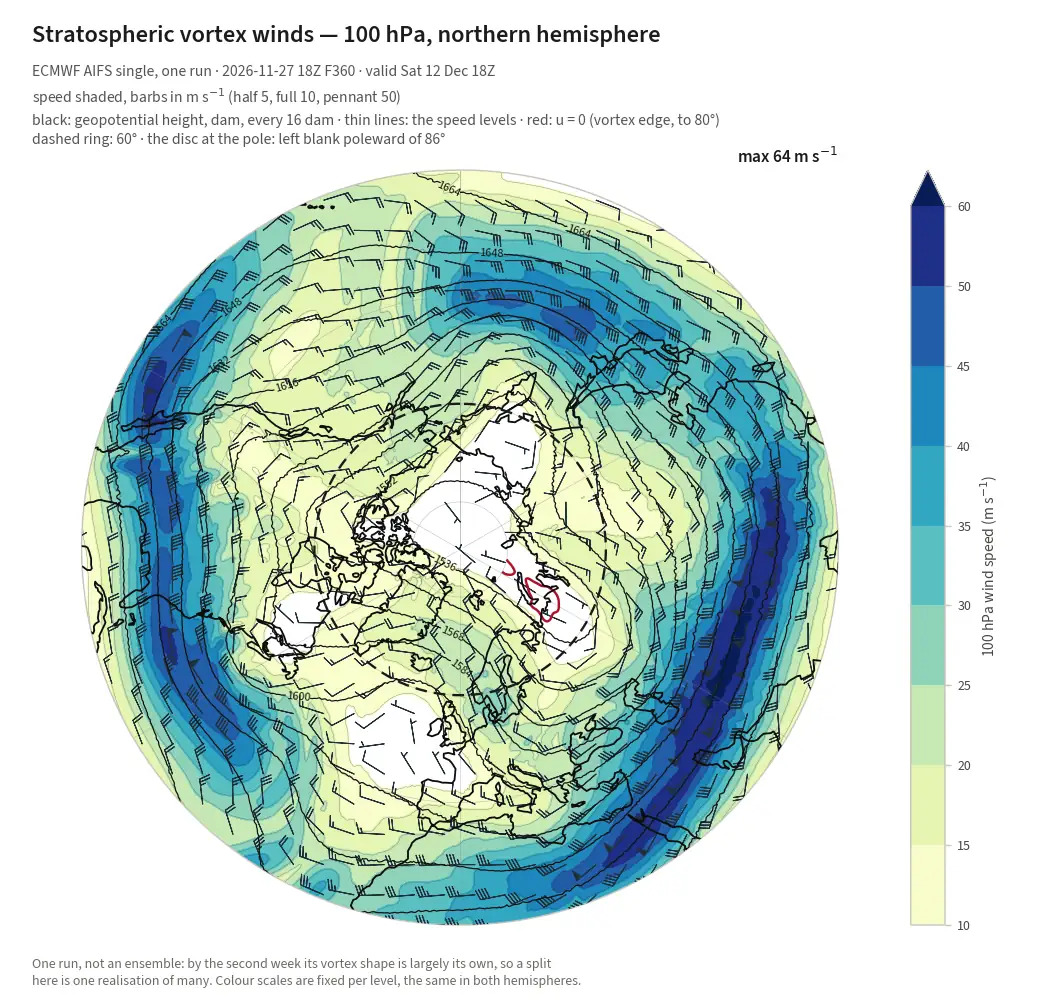 Stratospheric vortex winds — 100 hPa, northern hemisphere
ECMWF AIFS single, one run · 2026-11-27 18Z F360 · valid Sat 12 Dec 18Z
speed shaded, barbs in m s⁻¹ (half 5, full 10, pennant 50)
black: geopotential height, dam, every 16 dam · thin lines: the speed levels · red: u = 0 (vortex edge, to 80°)
dashed ring: 60° · the disc at the pole: left blank poleward of 86°
max 64 m s⁻¹
1664
1664
1648
1648
1616
1536
1568
1600
60
50
45
40
35
30
25
20
15
10
100 hPa wind speed (m s⁻¹)
One run, not an ensemble: by the second week its vortex shape is largely its own, so a split
here is one realisation of many. Colour scales are fixed per level, the same in both hemispheres.